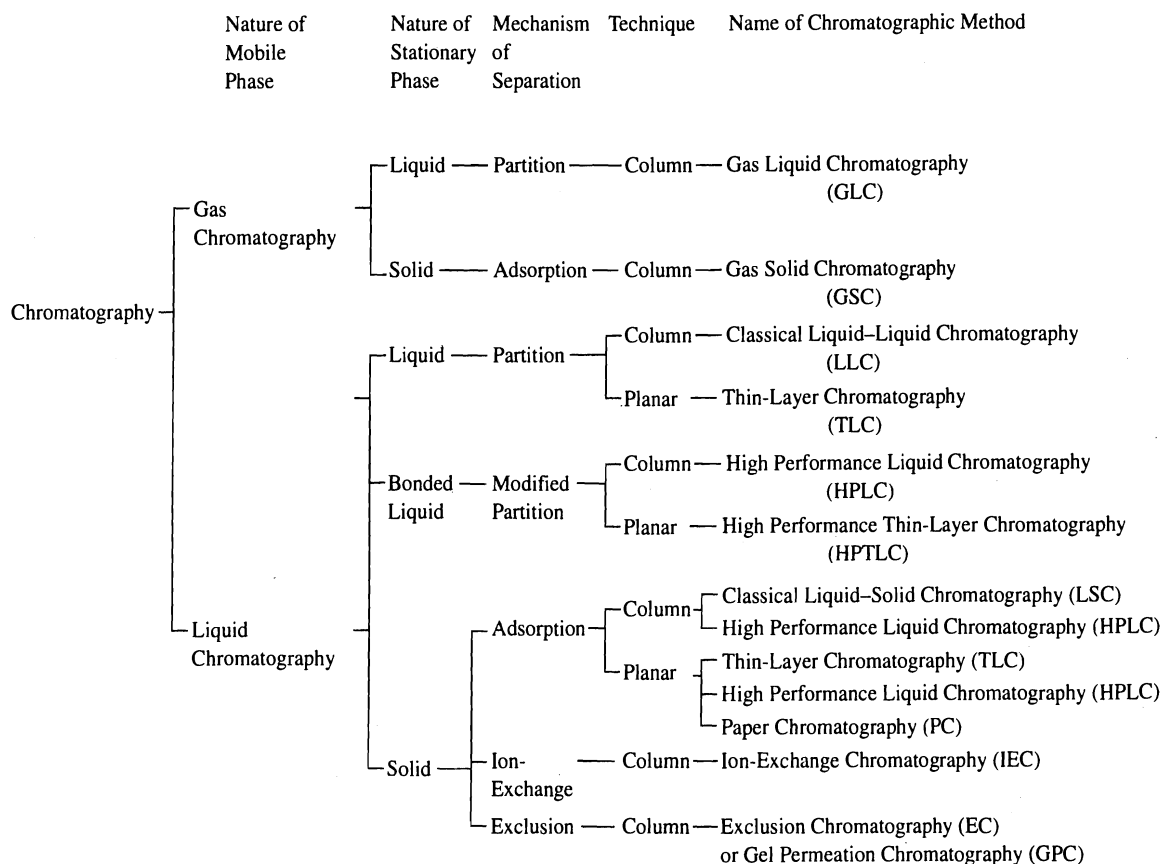 Nature of Mobile Phase
Nature of Stationary Phase
Mechanism of Separation
Technique
Name of Chromatographic Method
Liquid Partition Column Gas Liquid Chromatography
(GLC)
Gas
Chromatography
Solid Adsorption Column Gas Solid Chromatography
(GSC)
Chromatography
Column Classical Liquid–Liquid Chromatography
Liquid Partition
(LLC)
Planar Thin-Layer Chromatography
(TLC)
Column High Performance Liquid Chromatography
(HPLC)
Bonded Liquid
Modified Partition
Planar High Performance Thin-Layer Chromatography
(HPTLC)
Classical Liquid–Solid Chromatography (LSC)
Column
High Performance Liquid Chromatography (HPLC)
Adsorption
Liquid
Chromatography
Thin-Layer Chromatography (TLC)
Planar
High Performance Liquid Chromatography (HPLC)
Paper Chromatography (PC)
Solid
Ion-
Exchange
Column Ion-Exchange Chromatography (IEC)
Exclusion Column Exclusion Chromatography (EC)
or Gel Permeation Chromatography (GPC)